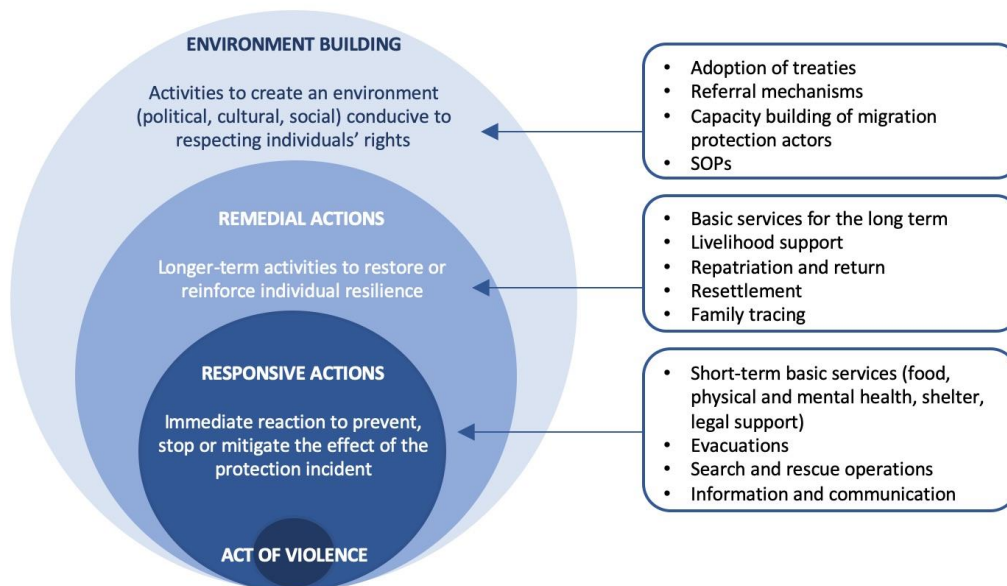 ENVIRONMENT BUILDING
Activities to create an environment
(political, cultural, social) conducive to
respecting individuals’ rights
• Adoption of treaties
• Referral mechanisms
• Capacity building of migration
protection actors
• SOPs
REMEDIAL ACTIONS
Longer-term activities to restore or
reinforce individual resilience
• Basic services for the long term
• Livelihood support
• Repatriation and return
• Resettlement
• Family tracing
RESPONSIVE ACTIONS
Immediate reaction to prevent,
stop or mitigate the effect of the
protection incident
• Short-term basic services (food,
physical and mental health, shelter,
legal support)
• Evacuations
• Search and rescue operations
• Information and communication
ACT OF VIOLENCE